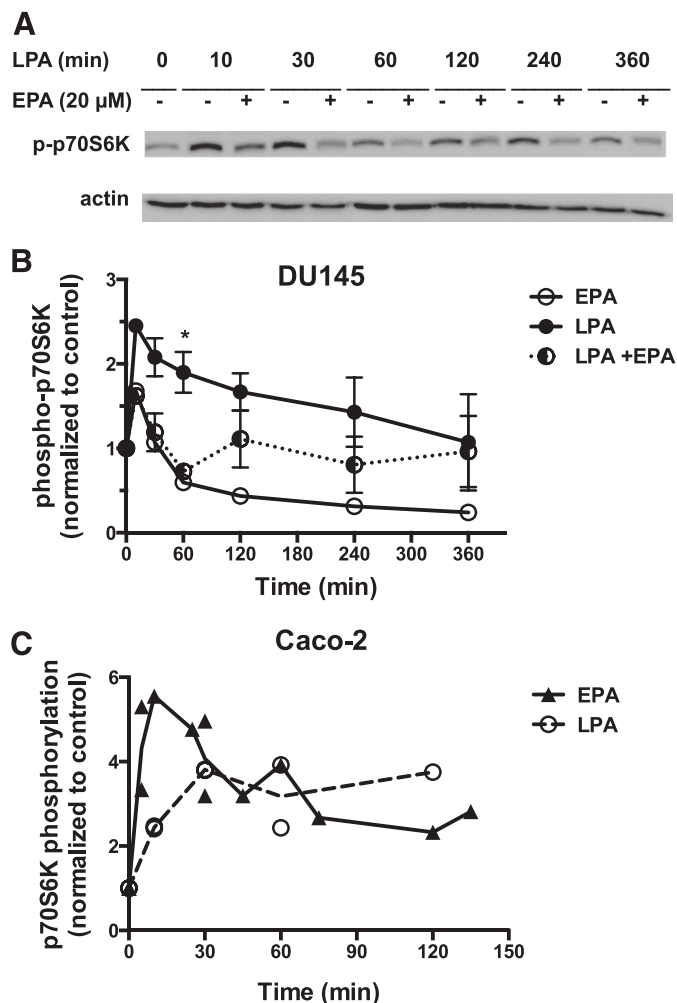 A
LPA (min) 0 10 30 60 120 240 360
EPA (20 µM) - - + - + - + - + - + - +
p-p70S6K
actin
B
DU145
phospho-p70S6K
(normalized to control)
3
2
1
0
*
EPA
LPA
LPA +EPA
0 60 120 180 240 300 360
Time (min)
C
Caco-2
p70S6K phosphorylation
(normalized to control)
6
4
2
0
EPA
LPA
0 30 60 90 120 150
Time (min)